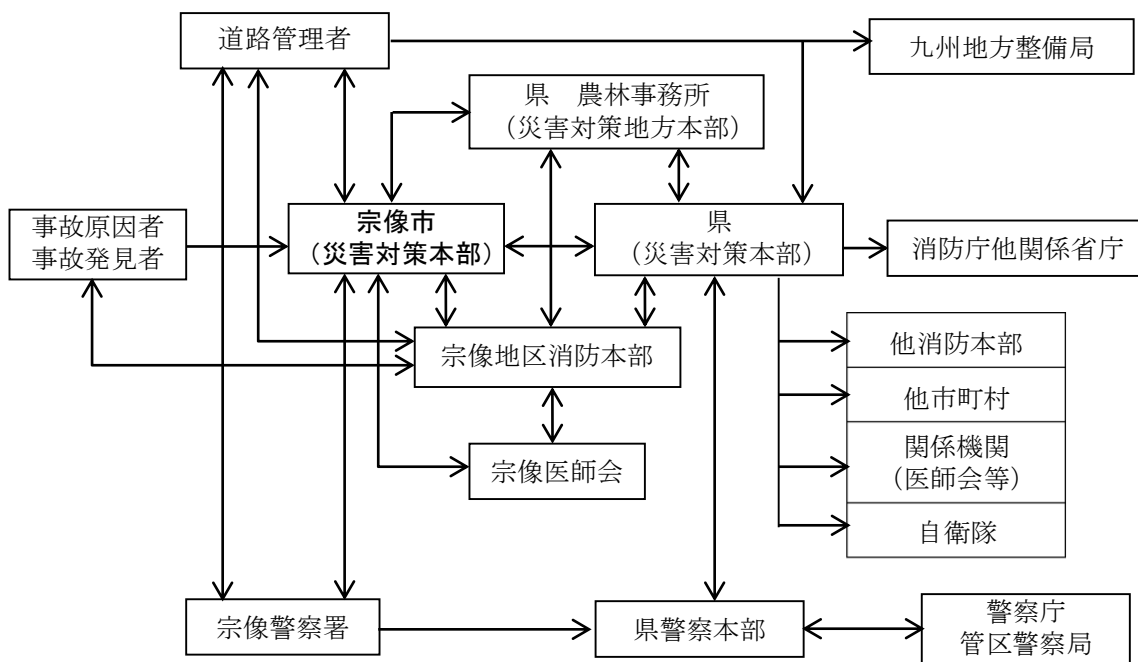 道路管理者
九州地方整備局
県　農林事務所
（災害対策地方本部）
事故原因者
事故発見者
宗像市
（災害対策本部）
県
（災害対策本部）
消防庁他関係省庁
宗像地区消防本部
他消防本部
他市町村
関係機関
（医師会等）
自衛隊
宗像医師会
宗像警察署
県警察本部
警察庁
管区警察局